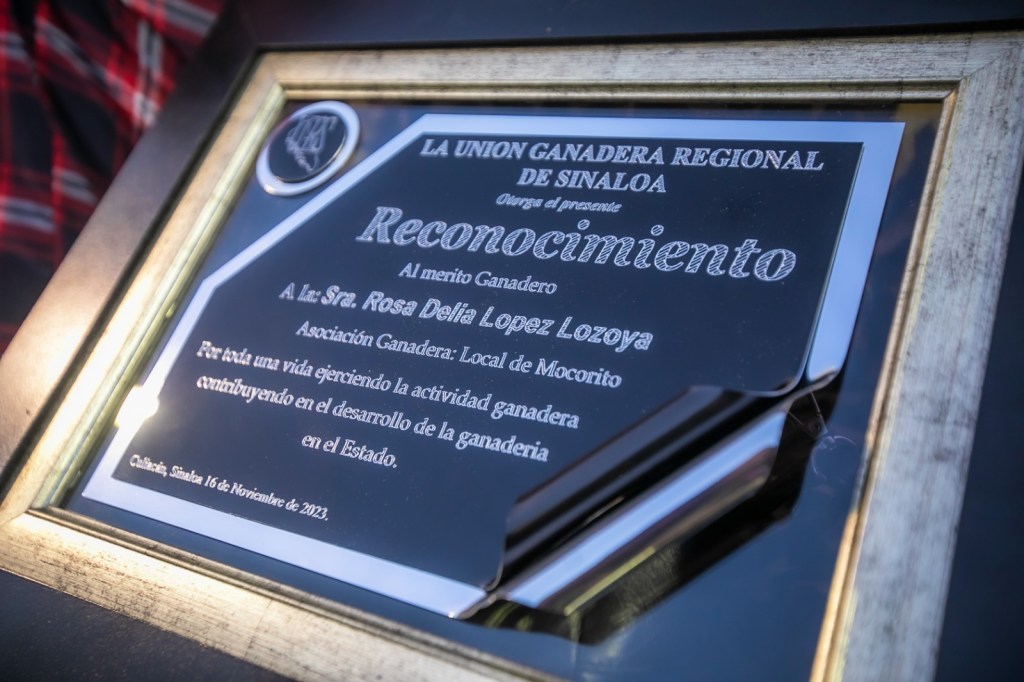 LA UNION GANADERA REGIONAL
DE SINALOA
Otorga el presente
Reconocimiento
Al merito Ganadero
A la: Sra. Rosa Delia Lopez Lozoya
Asociación Ganadera: Local de Mocorito
Por toda una vida ejerciendo la actividad ganadera
contribuyendo en el desarrollo de la ganaderia
en el Estado.
Culiacán, Sinaloa 16 de Noviembre de 2023.